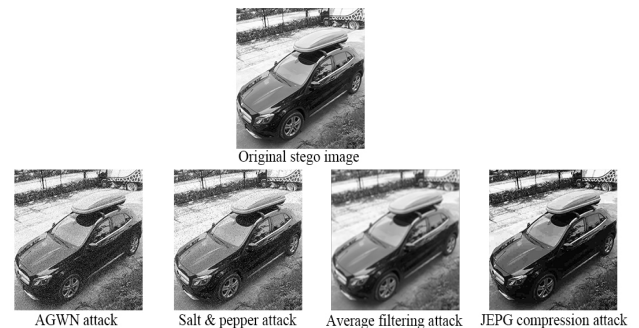 Original stego image
AGWN attack
Salt & pepper attack
Average filtering attack
JEPG compression attack